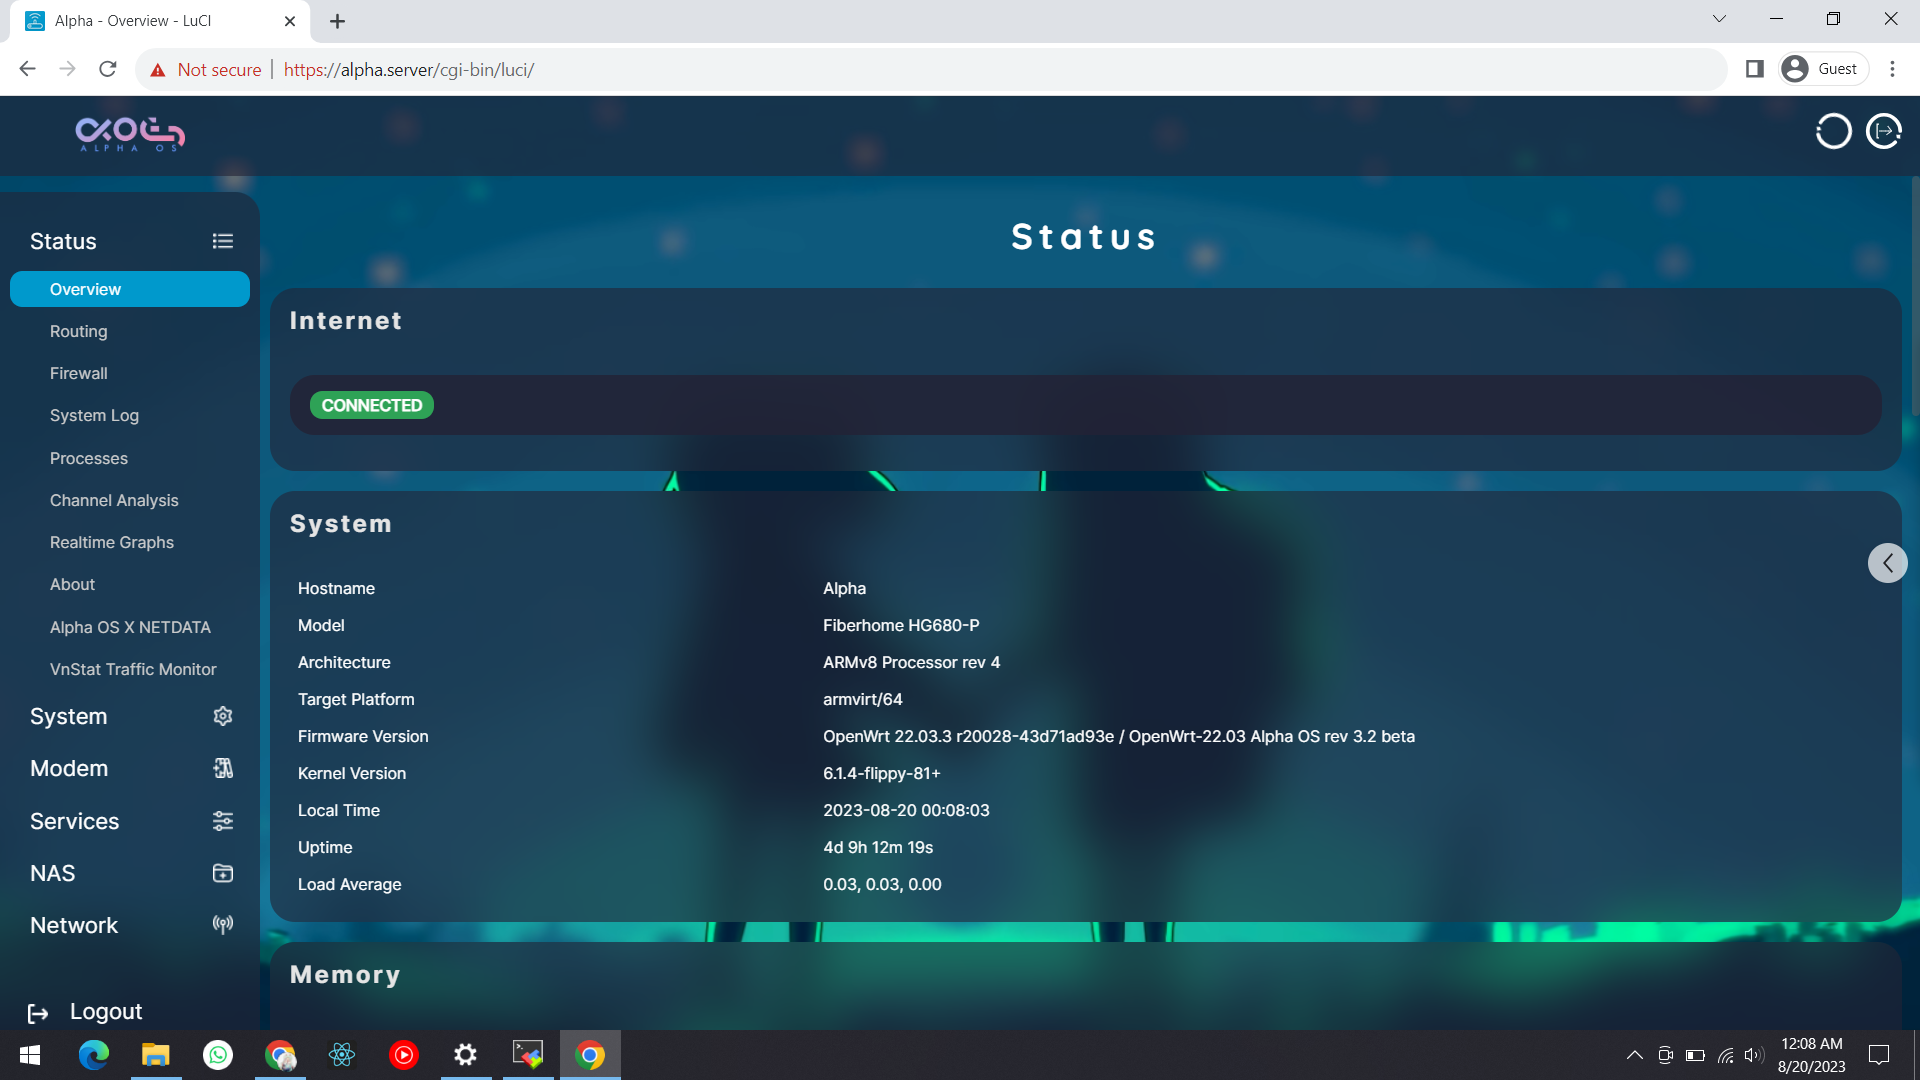 Alpha - Overview - LuCI
Not secure
https://alpha.server/cgi-bin/luci/
Guest
ALPHA OS
Status
Overview
Routing
Firewall
System Log
Processes
Channel Analysis
Realtime Graphs
About
Alpha OS X NETDATA
VnStat Traffic Monitor
System
Modem
Services
NAS
Network
Logout
Status
Internet
CONNECTED
System
Hostname Alpha
Model Fiberhome HG680-P
Architecture ARMv8 Processor rev 4
Target Platform armvirt/64
Firmware Version OpenWrt 22.03.3 r20028-43d71ad93e / OpenWrt-22.03 Alpha OS rev 3.2 beta
Kernel Version 6.1.4-flippy-81+
Local Time 2023-08-20 00:08:03
Uptime 4d 9h 12m 19s
Load Average 0.03, 0.03, 0.00
Memory
12:08 AM
8/20/2023